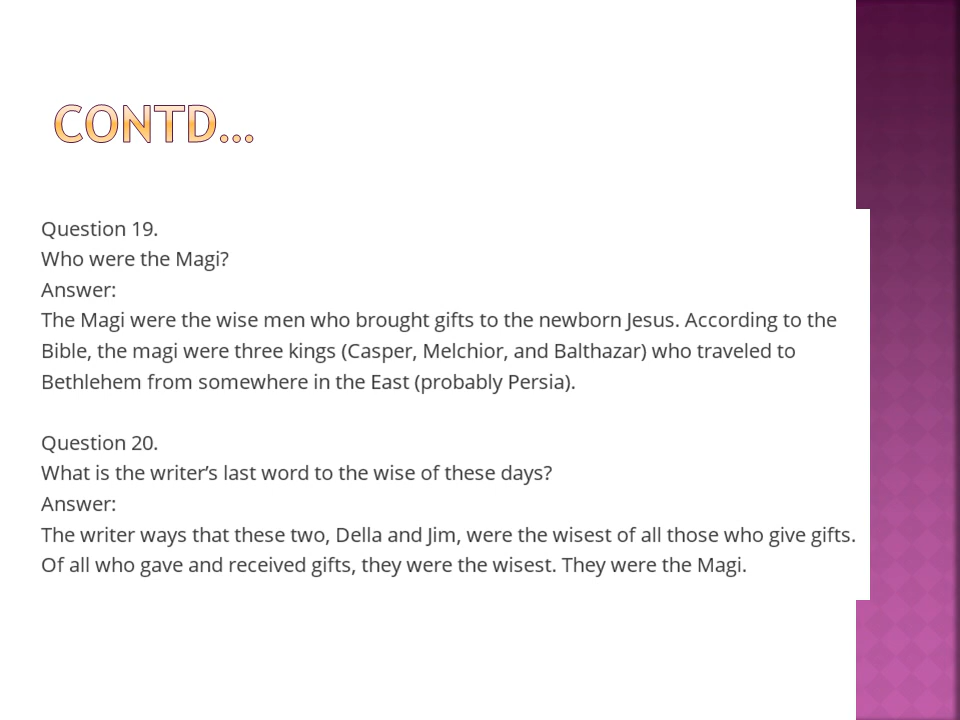 CONTD...
Question 19.
Who were the Magi?
Answer:
The Magi were the wise men who brought gifts to the newborn Jesus. According to the
Bible, the magi were three kings (Casper, Melchior, and Balthazar) who traveled to
Bethlehem from somewhere in the East (probably Persia).
Question 20.
What is the writer’s last word to the wise of these days?
Answer:
The writer ways that these two, Della and Jim, were the wisest of all those who give gifts.
Of all who gave and received gifts, they were the wisest. They were the Magi.